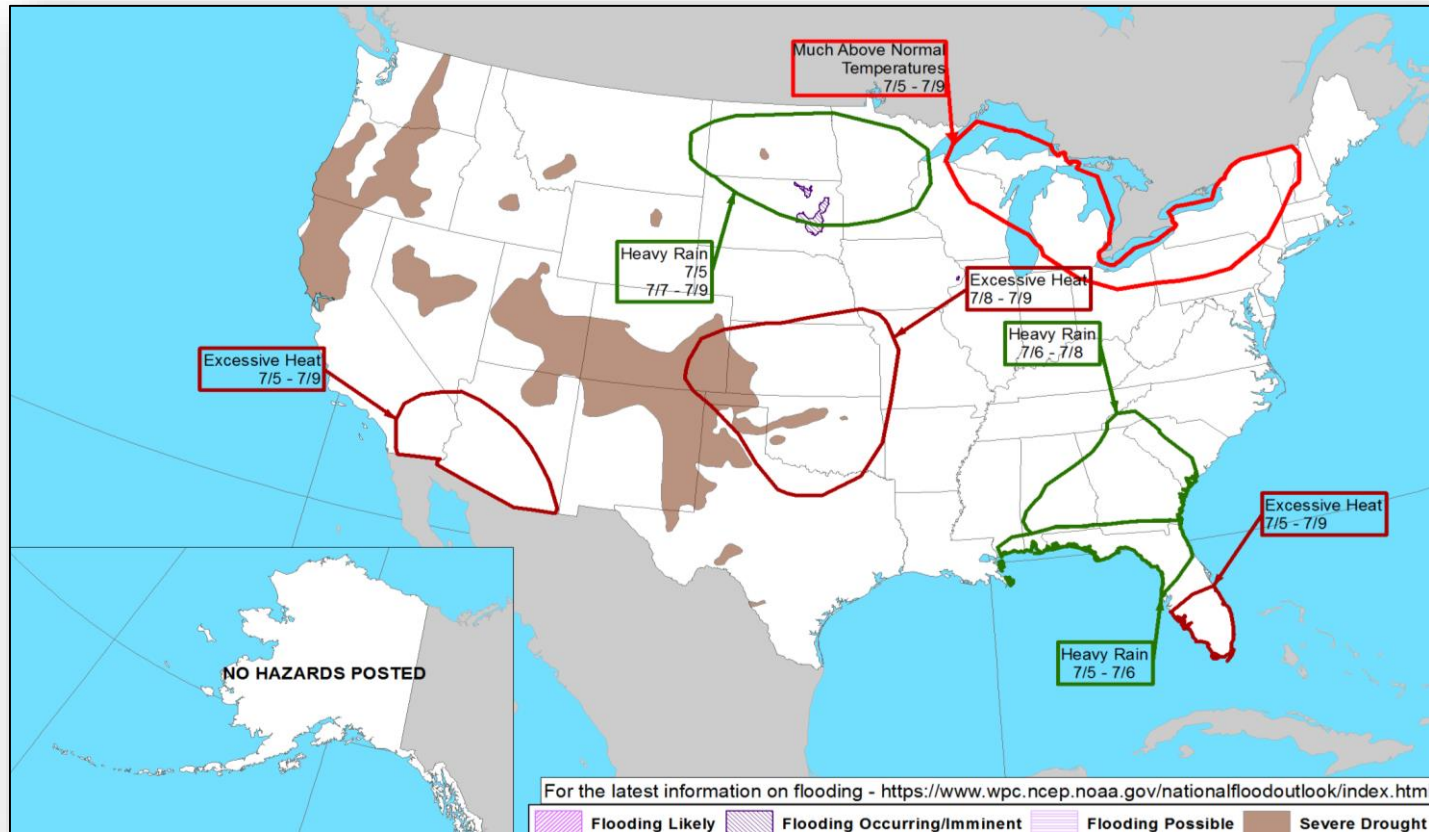 Much Above Normal
Temperatures
7/5 - 7/9
Heavy Rain
7/5
7/7 - 7/9
Excessive Heat
7/8 - 7/9
Heavy Rain
7/6 - 7/8
Excessive Heat
7/5 - 7/9
Excessive Heat
7/5 - 7/9
Heavy Rain
7/5 - 7/6
NO HAZARDS POSTED
For the latest information on flooding - https://www.wpc.ncep.noaa.gov/nationalfloodoutlook/index.htm
Flooding Likely Flooding Occurring/Imminent Flooding Possible Severe Drought